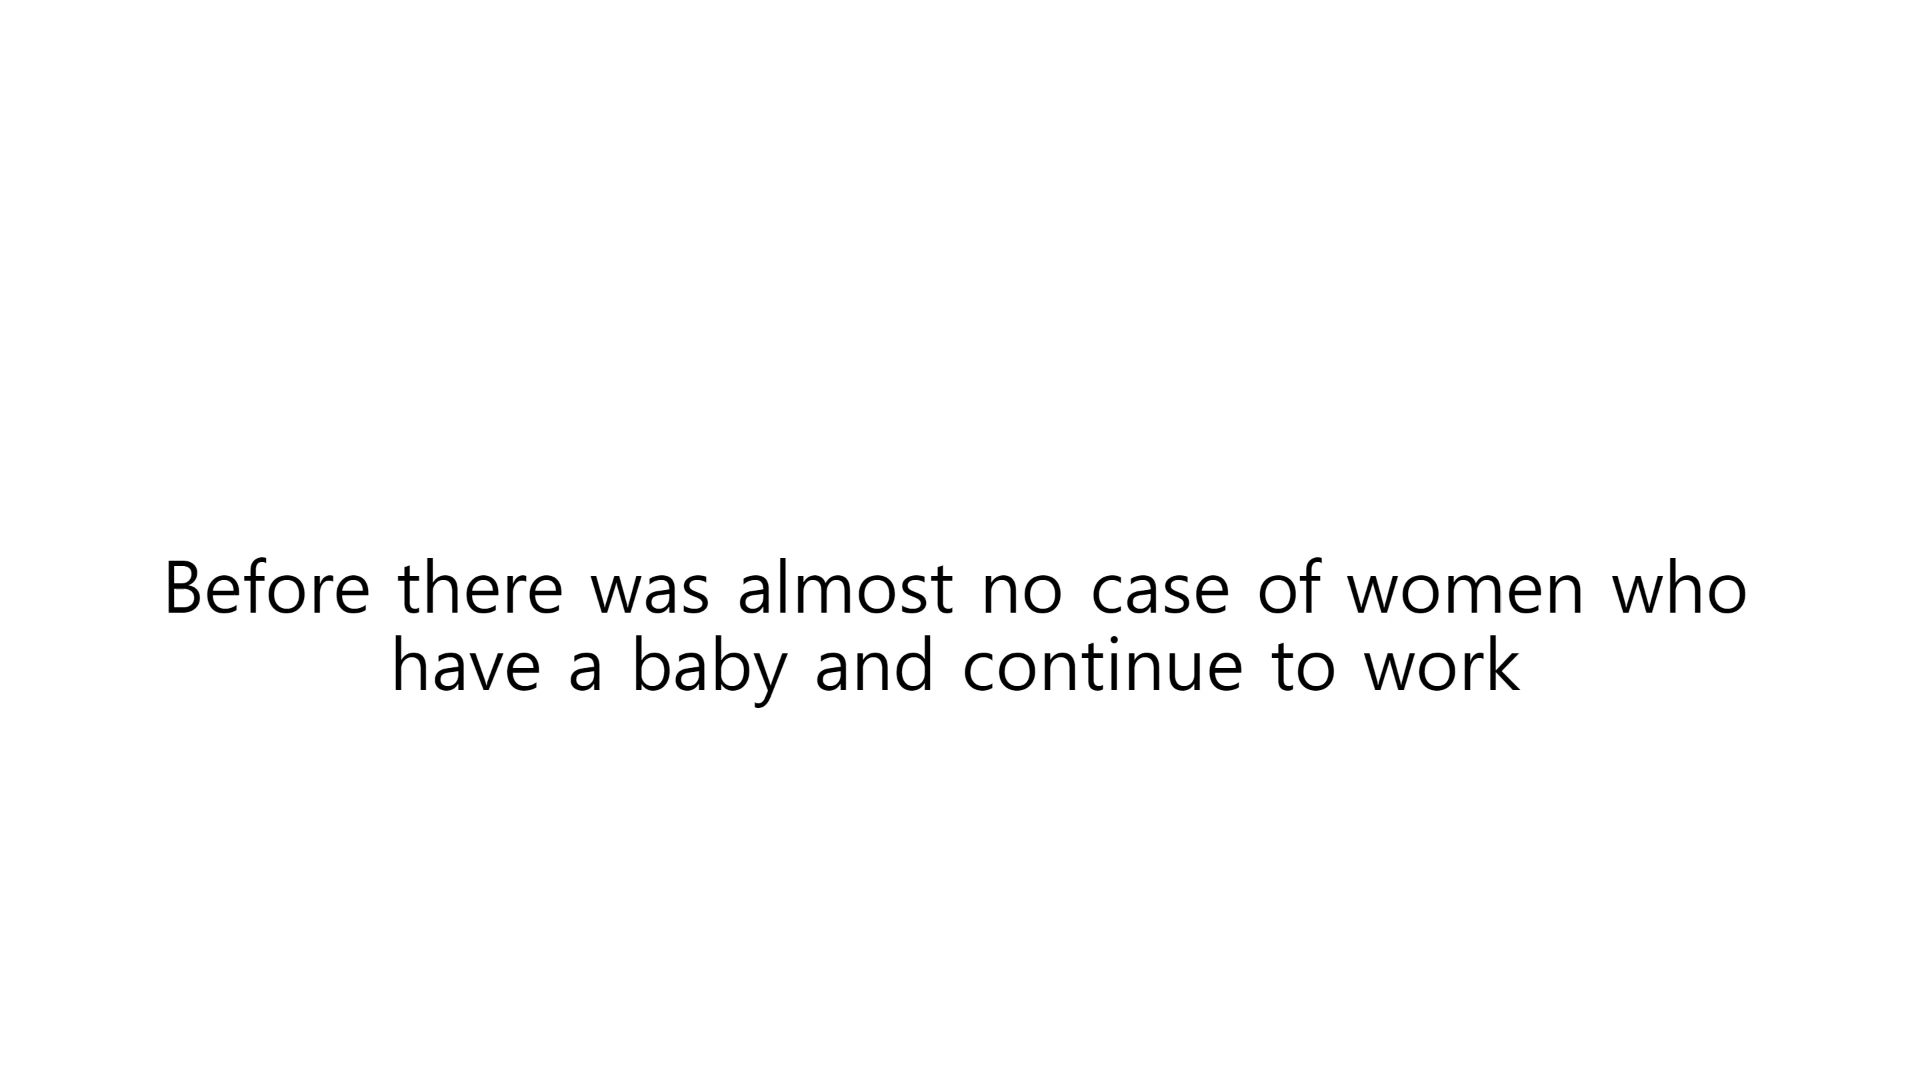 Before there was almost no case of women who
have a baby and continue to work